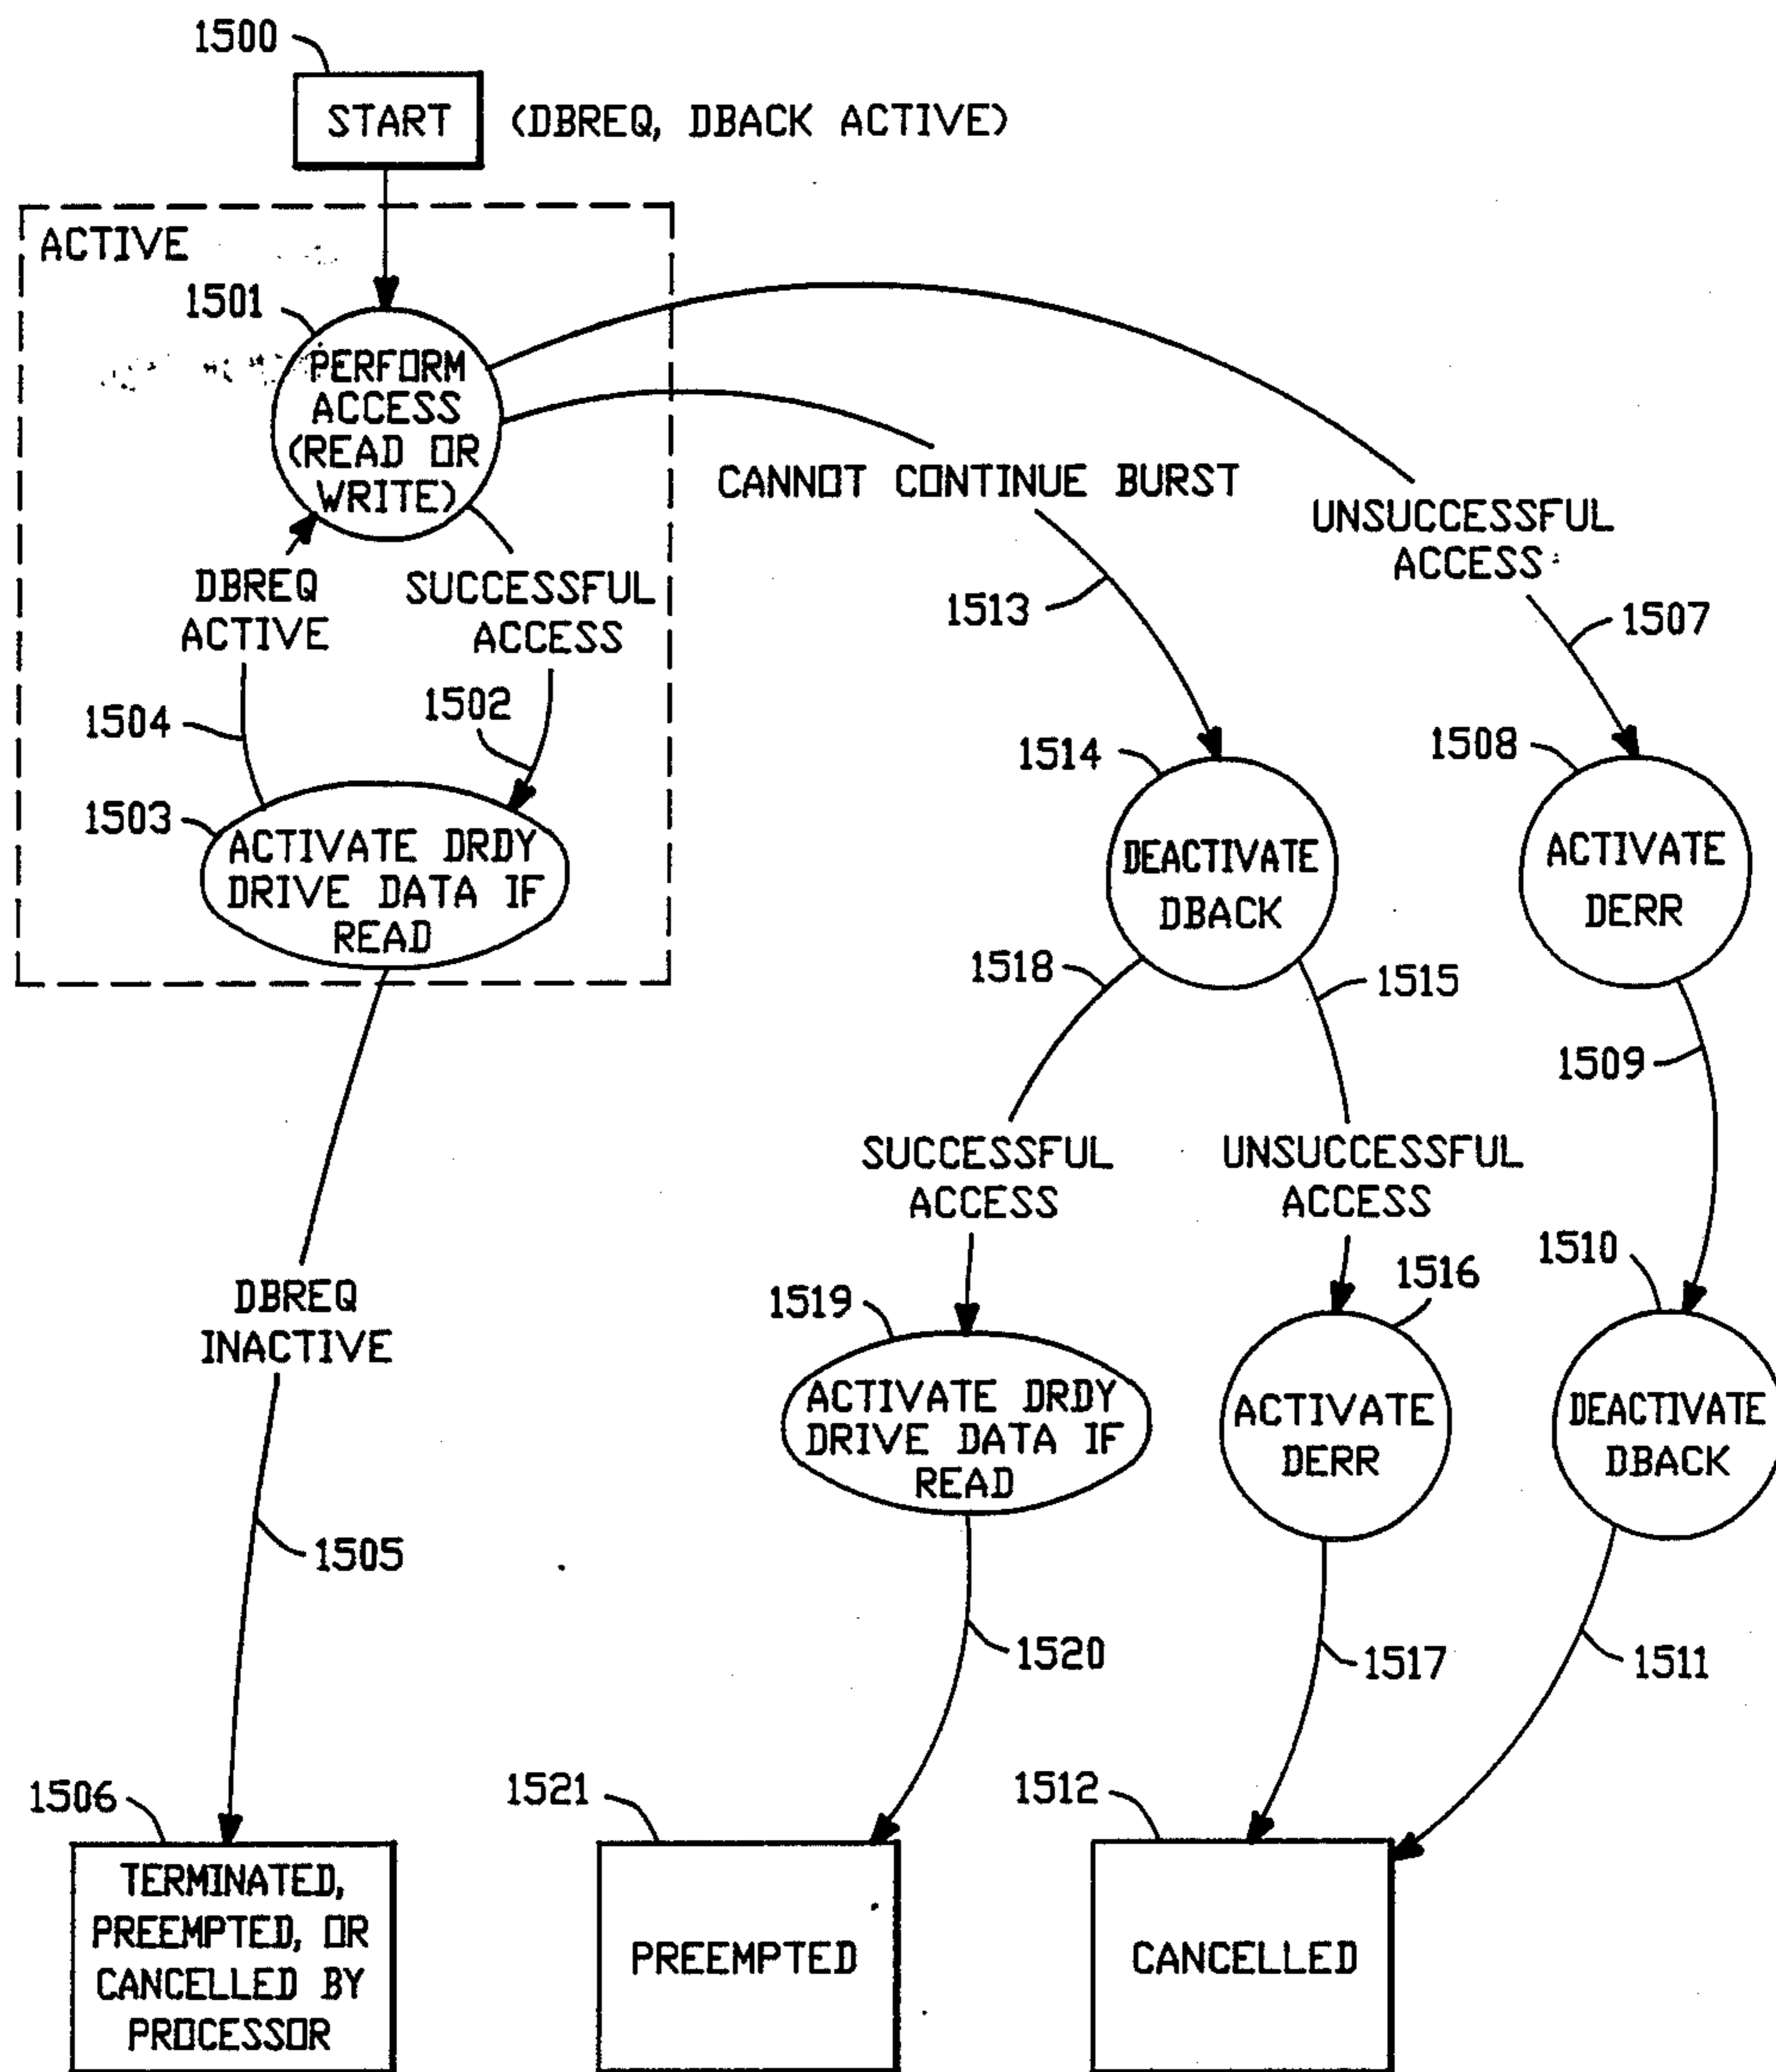 1500
START (DBREQ, DBACK ACTIVE)
ACTIVE
1501
PERFORM
ACCESS
(READ OR
WRITE)
CANNOT CONTINUE BURST
UNSUCCESSFUL
ACCESS
DBREQ
ACTIVE
SUCCESSFUL
ACCESS
1513
1507
1504
1502
1514
1508
1503
ACTIVATE DRDY
DRIVE DATA IF
READ
DEACTIVATE
DBACK
ACTIVATE
DERR
1518
1515
1509
SUCCESSFUL
ACCESS
UNSUCCESSFUL
ACCESS
DBREQ
INACTIVE
1519
1516
1510
ACTIVATE DRDY
DRIVE DATA IF
READ
ACTIVATE
DERR
DEACTIVATE
DBACK
1505
1520
1517
1511
1506
1521
1512
TERMINATED,
PREEMPTED, OR
CANCELLED BY
PROCESSOR
PREEMPTED
CANCELLED